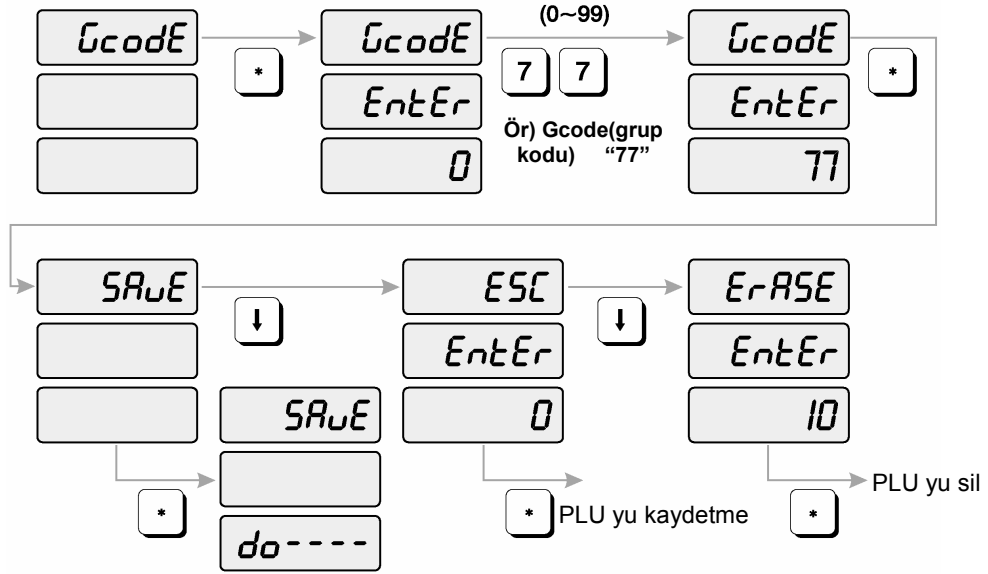 (0~99)
GcodE
*
GcodE
7 7
GcodE
*
EntEr
EntEr
Ör) Gcode(grup
kodu) “77”
0
77
SAvE
↓
ESC
↓
ErASE
EntEr
EntEr
SAvE
0
10
*
* PLU yu kaydetme
*
PLU yu sil
do----